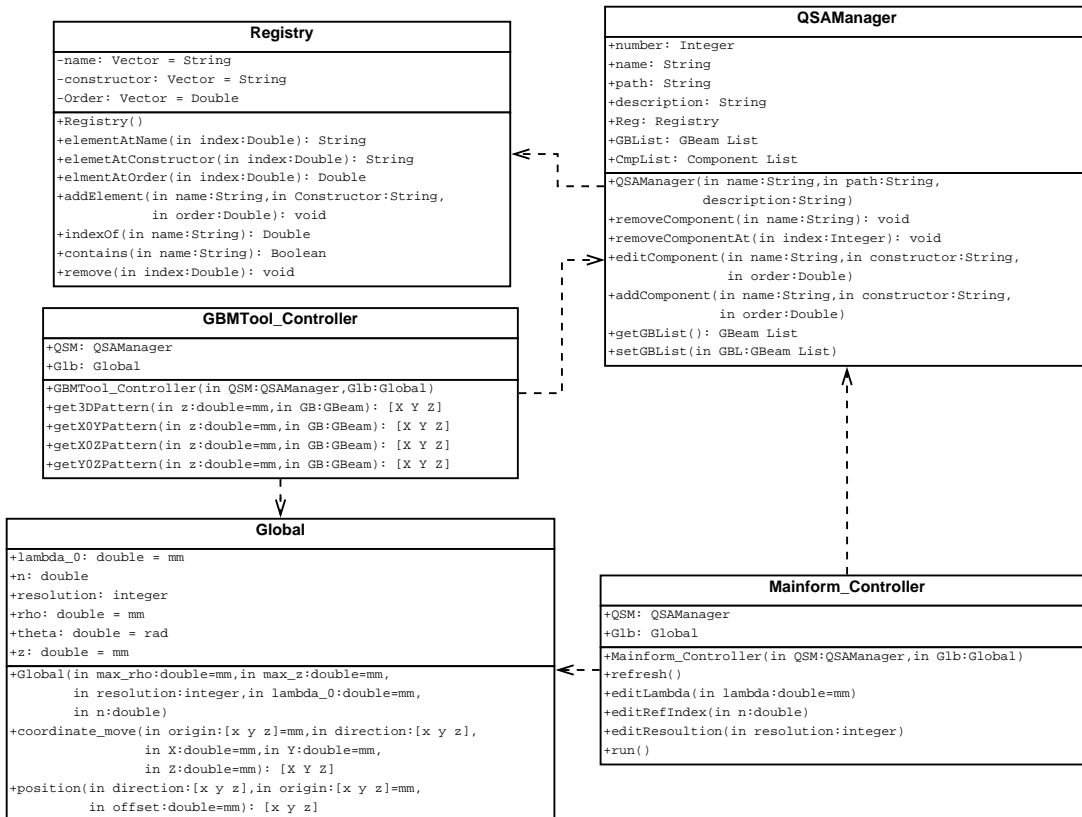 Registry
-name: Vector = String
-constructor: Vector = String
-Order: Vector = Double
+Registry()
+elementAtName(in index:Double): String
+elemetAtConstructor(in index:Double): String
+elmentAtOrder(in index:Double): Double
+addElement(in name:String,in Constructor:String,
in order:Double): void
+indexOf(in name:String): Double
+contains(in name:String): Boolean
+remove(in index:Double): void
QSAManager
+number: Integer
+name: String
+path: String
+description: String
+Reg: Registry
+GBList: GBeam List
+CmpList: Component List
+QSAManager(in name:String,in path:String,
description:String)
+removeComponent(in name:String): void
+removeComponentAt(in index:Integer): void
+editComponent(in name:String,in constructor:String,
in order:Double)
+addComponent(in name:String,in constructor:String,
in order:Double)
+getGBList(): GBeam List
+setGBList(in GBL:GBeam List)
GBMTool_Controller
+QSM: QSAManager
+Glb: Global
+GBMTool_Controller(in QSM:QSAManager,Glb:Global)
+get3DPattern(in z:double=mm,in GB:GBeam): [X Y Z]
+getX0YPattern(in z:double=mm,in GB:GBeam): [X Y Z]
+getX0ZPattern(in z:double=mm,in GB:GBeam): [X Y Z]
+getY0ZPattern(in z:double=mm,in GB:GBeam): [X Y Z]
Global
+lambda_0: double = mm
+n: double
+resolution: integer
+rho: double = mm
+theta: double = rad
+z: double = mm
+Global(in max_rho:double=mm,in max_z:double=mm,
in resolution:integer,in lambda_0:double=mm,
in n:double)
+coordinate_move(in origin:[x y z]=mm,in direction:[x y z],
in X:double=mm,in Y:double=mm,
in Z:double=mm): [X Y Z]
+position(in direction:[x y z],in origin:[x y z]=mm,
in offset:double=mm): [x y z]
Mainform_Controller
+QSM: QSAManager
+Glb: Global
+Mainform_Controller(in QSM:QSAManager,in Glb:Global)
+refresh()
+editLambda(in lambda:double=mm)
+editRefIndex(in n:double)
+editResoultion(in resolution:integer)
+run()